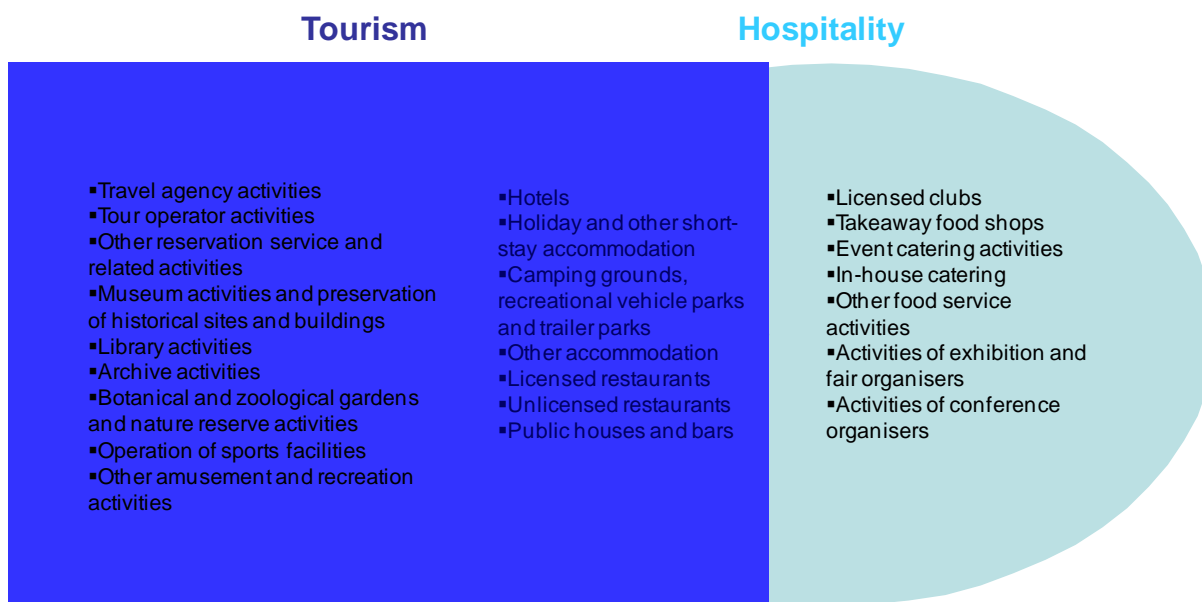 Tourism
Hospitality
▪Travel agency activities
▪Tour operator activities
▪Other reservation service and
related activities
▪Museum activities and preservation
of historical sites and buildings
▪Library activities
▪Archive activities
▪Botanical and zoological gardens
and nature reserve activities
▪Operation of sports facilities
▪Other amusement and recreation
activities
▪Hotels
▪Holiday and other short-
stay accommodation
▪Camping grounds,
recreational vehicle parks
and trailer parks
▪Other accommodation
▪Licensed restaurants
▪Unlicensed restaurants
▪Public houses and bars
▪Licensed clubs
▪Takeaway food shops
▪Event catering activities
▪In-house catering
▪Other food service
activities
▪Activities of exhibition and
fair organisers
▪Activities of conference
organisers